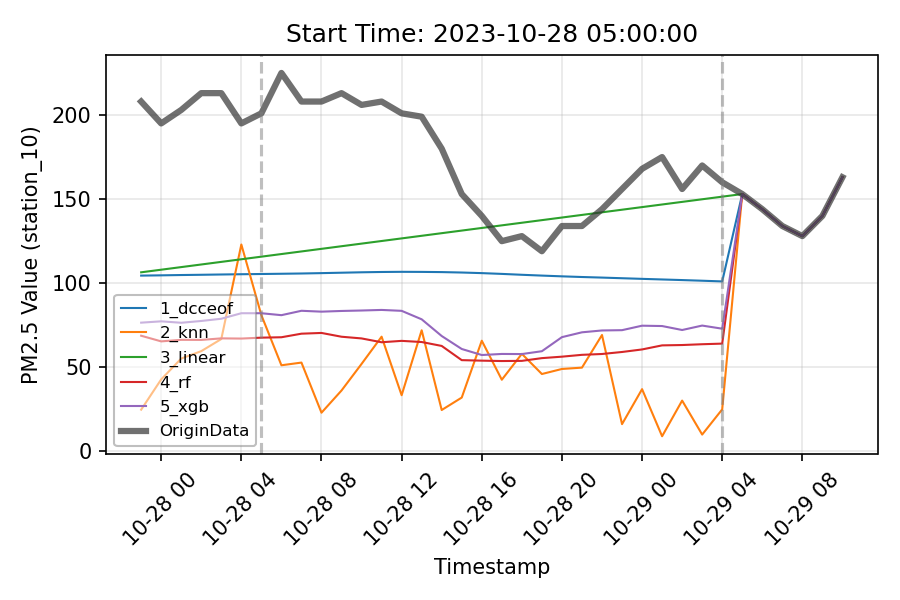 Start Time: 2023-10-28 05:00:00
PM2.5 Value (station_10)
200
150
100
50
0
1_dcceof
2_knn
3_linear
4_rf
5_xgb
OriginData
10-28 00
10-28 04
10-28 08
10-28 12
10-28 16
10-28 20
10-29 00
10-29 04
10-29 08
Timestamp